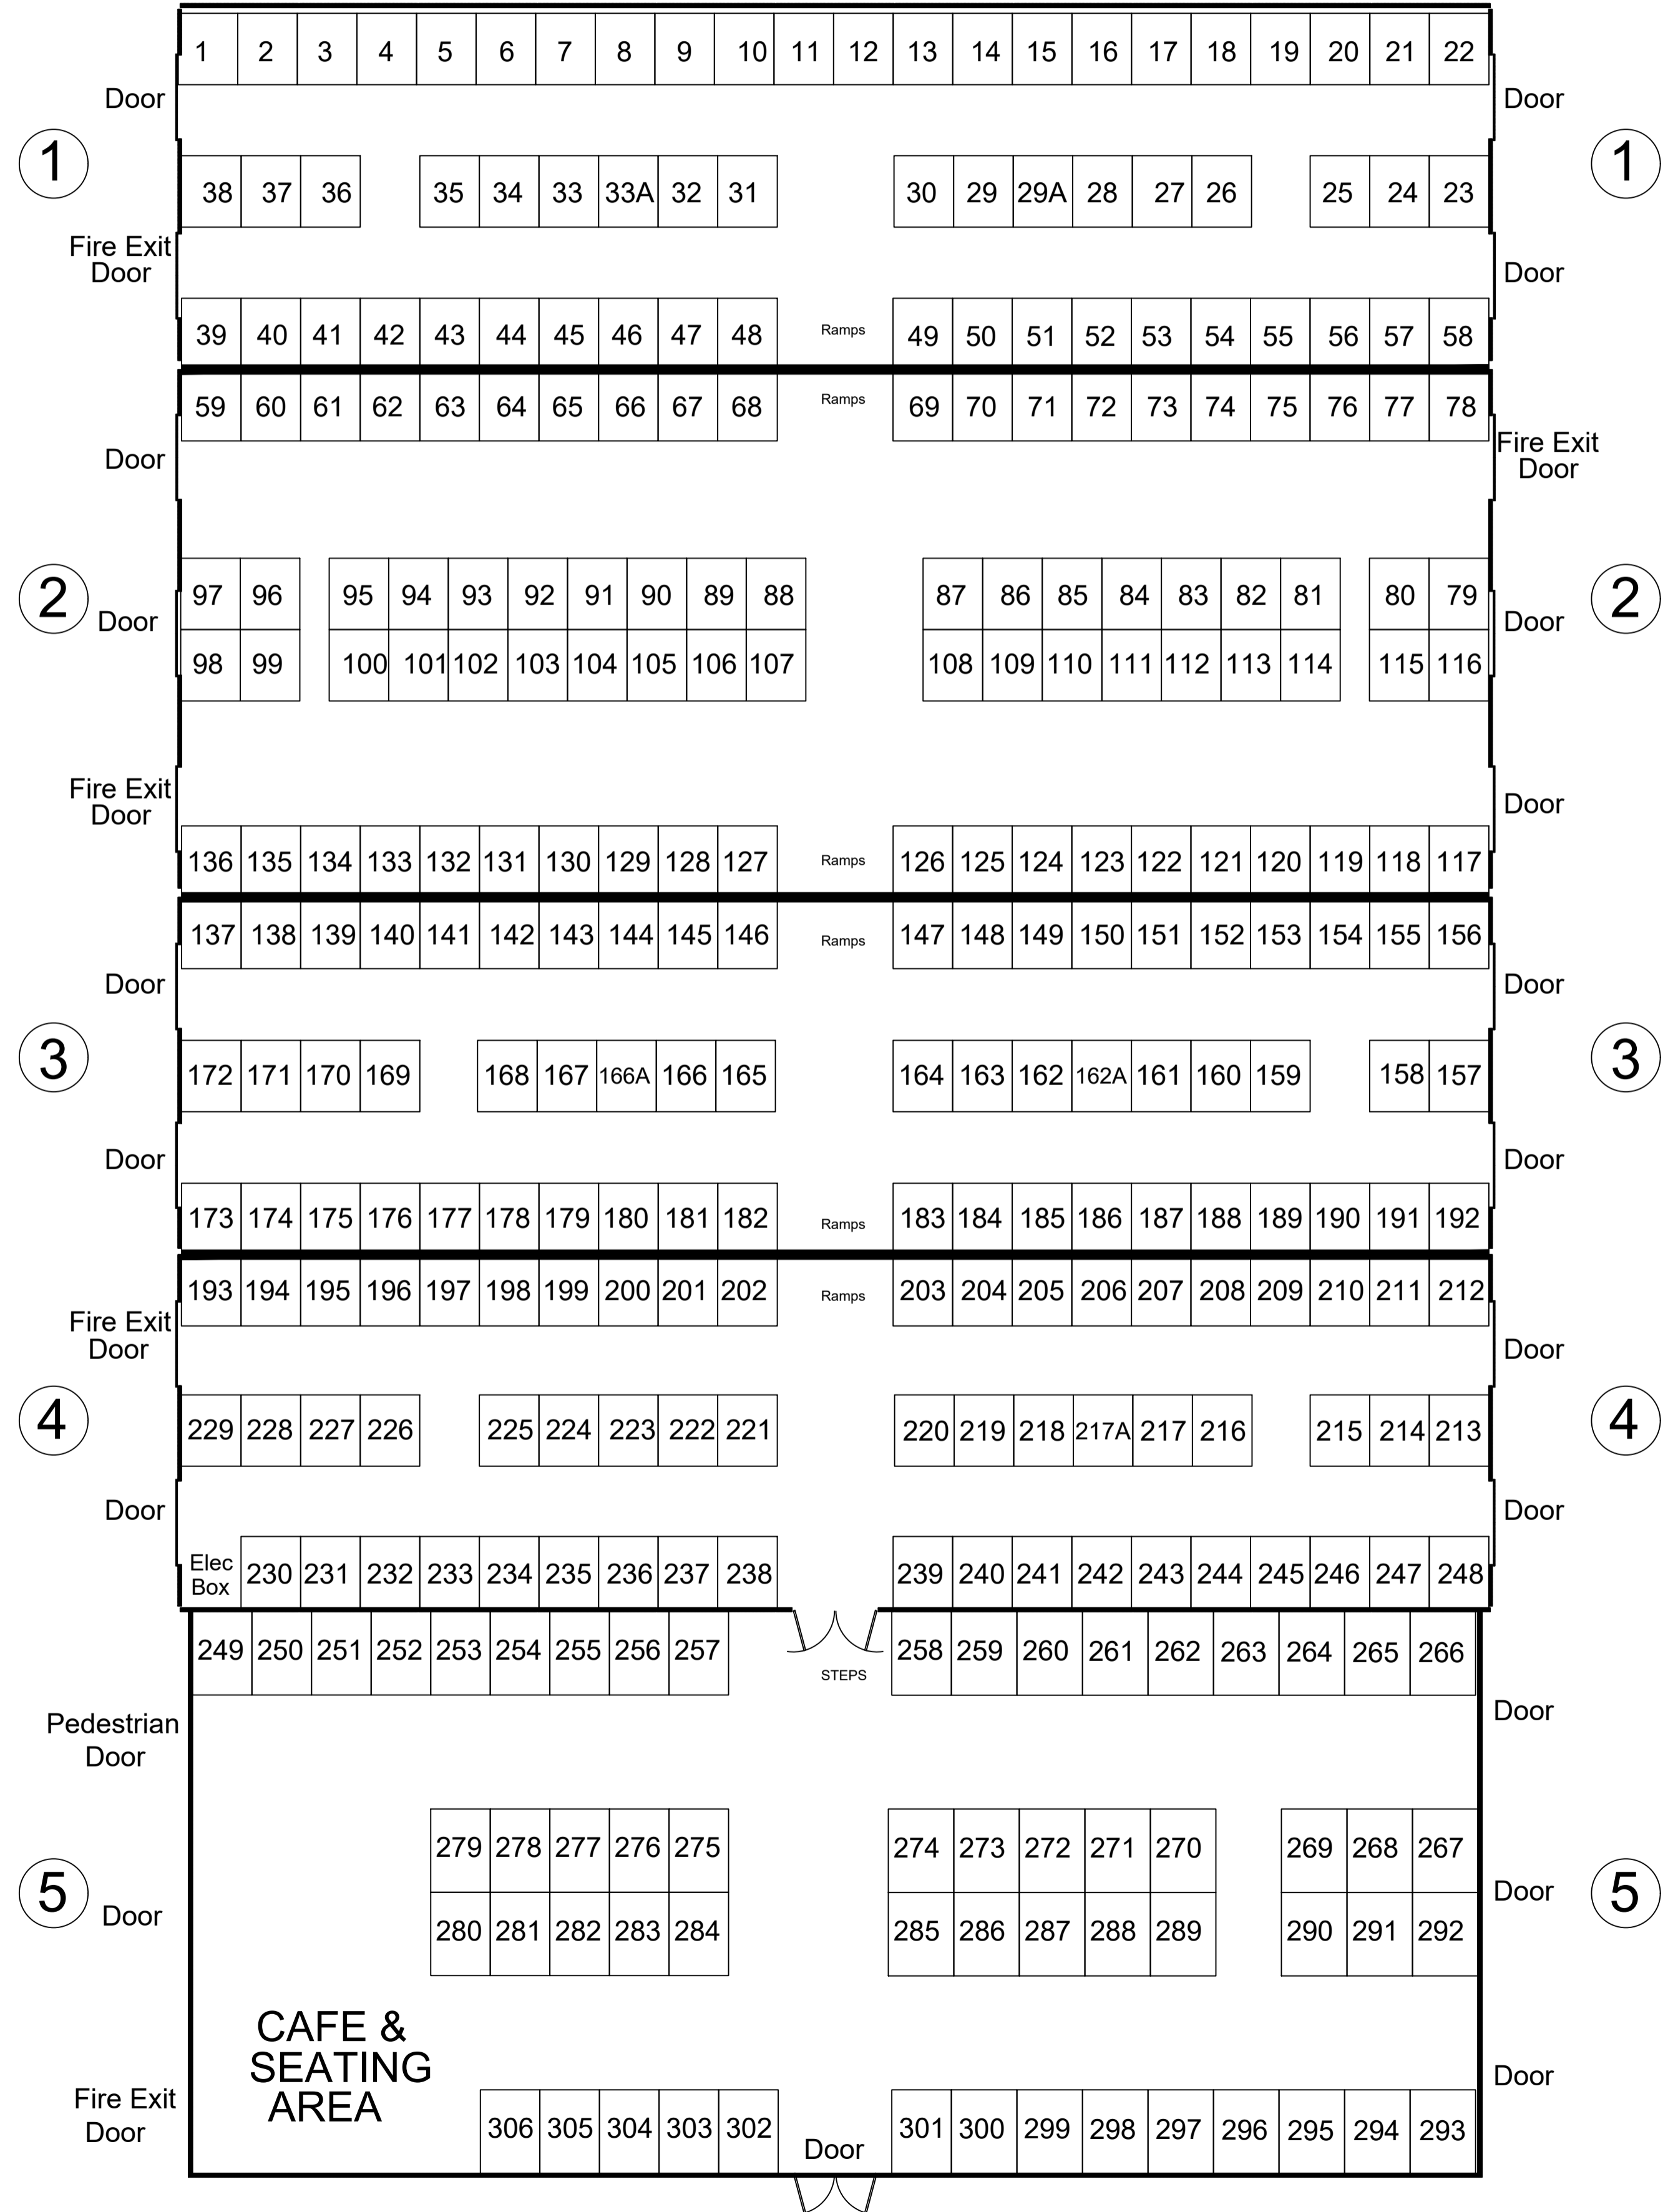 1 2 3 4 5 6 7 8 9 10 11 12 13 14 15 16 17 18 19 20 21 22
Door Door
1 1
38 37 36 35 34 33 33A 32 31 30 29 29A 28 27 26 25 24 23
Fire Exit
Door Door
39 40 41 42 43 44 45 46 47 48 Ramps 49 50 51 52 53 54 55 56 57 58
59 60 61 62 63 64 65 66 67 68 Ramps 69 70 71 72 73 74 75 76 77 78
Door Fire Exit
Door
97 96 95 94 93 92 91 90 89 88 87 86 85 84 83 82 81 80 79
2 Door Door 2
98 99 100 101 102 103 104 105 106 107 108 109 110 111 112 113 114 115 116
Fire Exit
Door Door
136 135 134 133 132 131 130 129 128 127 Ramps 126 125 124 123 122 121 120 119 118 117
137 138 139 140 141 142 143 144 145 146 Ramps 147 148 149 150 151 152 153 154 155 156
Door Door
3 3
172 171 170 169 168 167 166A 166 165 164 163 162 162A 161 160 159 158 157
Door Door
173 174 175 176 177 178 179 180 181 182 Ramps 183 184 185 186 187 188 189 190 191 192
193 194 195 196 197 198 199 200 201 202 Ramps 203 204 205 206 207 208 209 210 211 212
Fire Exit
Door Door
4 4
229 228 227 226 225 224 223 222 221 220 219 218 217A 217 216 215 214 213
Door Door
Elec
Box 230 231 232 233 234 235 236 237 238 239 240 241 242 243 244 245 246 247 248
249 250 251 252 253 254 255 256 257 258 259 260 261 262 263 264 265 266
STEPS
Pedestrian
Door Door
279 278 277 276 275 274 273 272 271 270 269 268 267
5 Door Door 5
280 281 282 283 284 285 286 287 288 289 290 291 292
CAFE &
SEATING
AREA
Door
Fire Exit
Door
306 305 304 303 302 Door 301 300 299 298 297 296 295 294 293